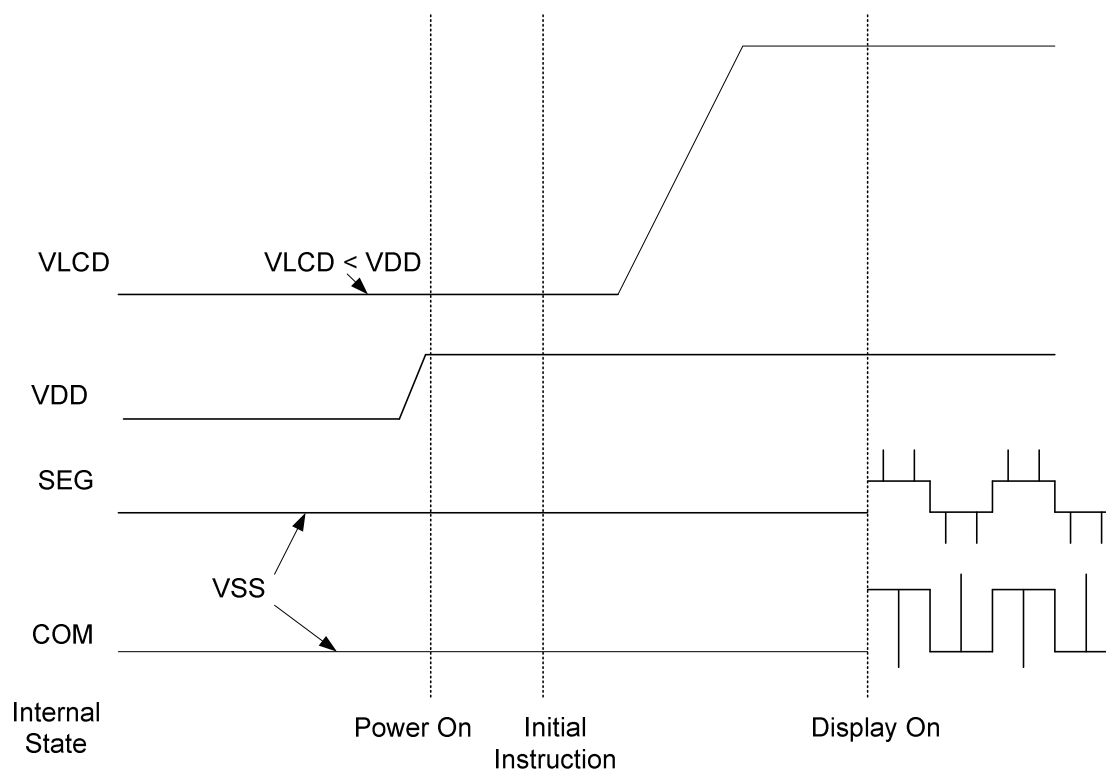 VLCD
VLCD < VDD
VDD
SEG
VSS
COM
Internal
State
Power On
Initial
Instruction
Display On